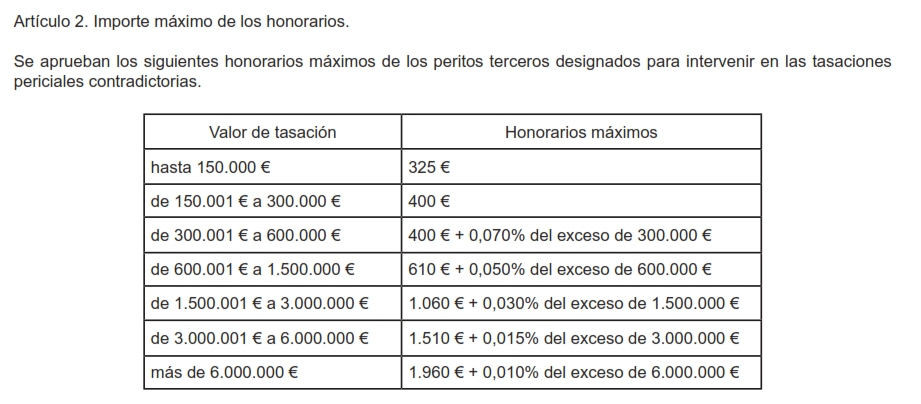 Artículo 2. Importe máximo de los honorarios.
Se aprueban los siguientes honorarios máximos de los peritos terceros designados para intervenir en las tasaciones
periciales contradictorias.
Valor de tasación Honorarios máximos
hasta 150.000 € 325 €
de 150.001 € a 300.000 € 400 €
de 300.001 € a 600.000 € 400 € + 0,070% del exceso de 300.000 €
de 600.001 € a 1.500.000 € 610 € + 0,050% del exceso de 600.000 €
de 1.500.001 € a 3.000.000 € 1.060 € + 0,030% del exceso de 1.500.000 €
de 3.000.001 € a 6.000.000 € 1.510 € + 0,015% del exceso de 3.000.000 €
más de 6.000.000 € 1.960 € + 0,010% del exceso de 6.000.000 €